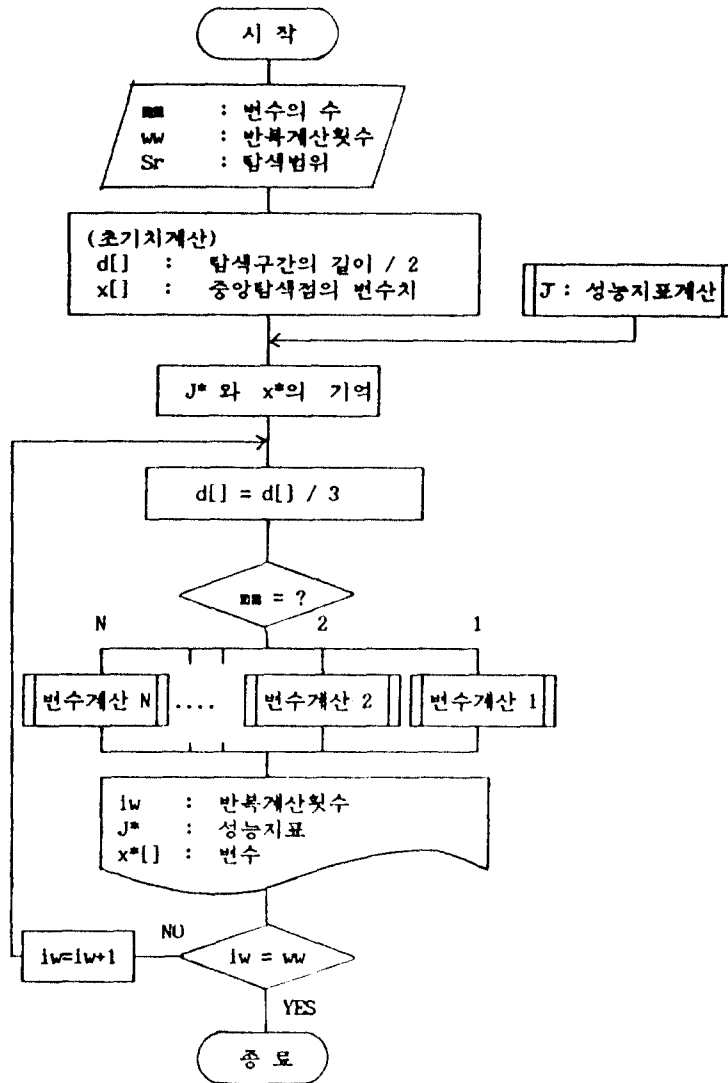 시 작
mm : 변수의 수
ww : 반복계산횟수
Sr : 탐색범위
(초기치계산)
d[] : 탐색구간의 길이 / 2
x[] : 중앙탐색점의 변수치
J : 성능지표계산
J* 와 x*의 기억
d[] = d[] / 3
mm = ?
N 2 1
변수계산 N .... 변수계산 2 변수계산 1
iw : 반복계산횟수
J* : 성능지표
x*[] : 변수
NO
iw=iw+1
iw = ww
YES
종 료